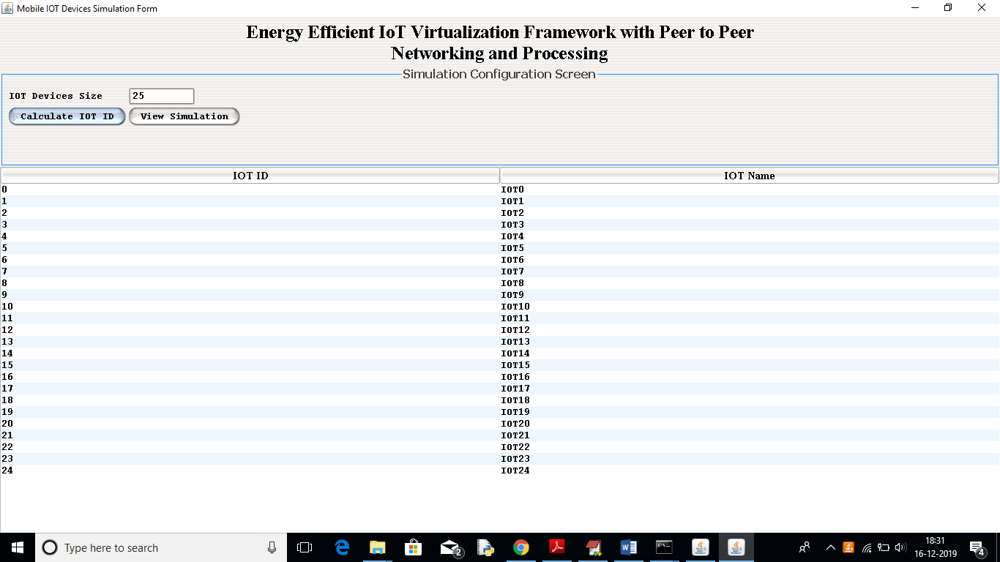 Mobile IOT Devices Simulation Form
Energy Efficient IoT Virtualization Framework with Peer to Peer
Networking and Processing
Simulation Configuration Screen
IOT Devices Size 25
Calculate IOT ID View Simulation
IOT ID IOT Name
0 IOT0
1 IOT1
2 IOT2
3 IOT3
4 IOT4
5 IOT5
6 IOT6
7 IOT7
8 IOT8
9 IOT9
10 IOT10
11 IOT11
12 IOT12
13 IOT13
14 IOT14
15 IOT15
16 IOT16
17 IOT17
18 IOT18
19 IOT19
20 IOT20
21 IOT21
22 IOT22
23 IOT23
24 IOT24
Type here to search 2 18:31 4
16-12-2019